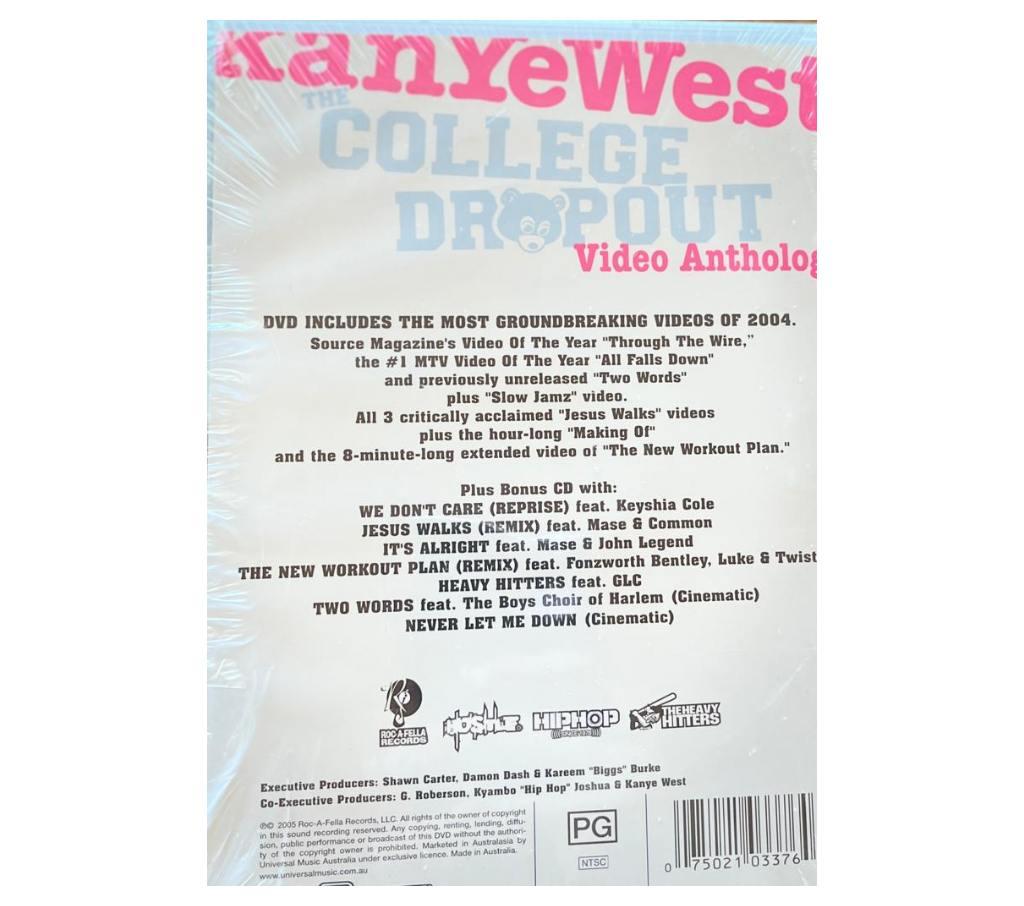 KanYeWest
THE
COLLEGE
DROPOUT
Video Antholog
DVD INCLUDES THE MOST GROUNDBREAKING VIDEOS OF 2004.
Source Magazine's Video Of The Year "Through The Wire,"
the #1 MTV Video Of The Year "All Falls Down"
and previously unreleased "Two Words"
plus "Slow Jamz" video.
All 3 critically acclaimed "Jesus Walks" videos
plus the hour-long "Making Of"
and the 8-minute-long extended video of "The New Workout Plan."
Plus Bonus CD with:
WE DON'T CARE (REPRISE) feat. Keyshia Cole
JESUS WALKS (REMIX) feat. Mase & Common
IT'S ALRIGHT feat. Mase & John Legend
THE NEW WORKOUT PLAN (REMIX) feat. Fonzworth Bentley, Luke & Twist
HEAVY HITTERS feat. GLC
TWO WORDS feat. The Boys Choir of Harlem (Cinematic)
NEVER LET ME DOWN (Cinematic)
ROC-A-FELLA
RECORDS
HIPHOP
THE HEAVY
HITTERS
Executive Producers: Shawn Carter, Damon Dash & Kareem "Biggs" Burke
Co-Executive Producers: G. Roberson, Kyambo "Hip Hop" Joshua & Kanye West
℗© 2005 Roc-A-Fella Records, LLC. All rights of the owner of copyright
in this sound recording reserved. Any copying, renting, lending, diffu-
sion, public performance or broadcast of this DVD without the authori-
ty of the copyright owner is prohibited. Marketed in Australasia by
Universal Music Australia under exclusive licence. Made in Australia.
www.universalmusic.com.au
PG
NTSC
0 75021 03376